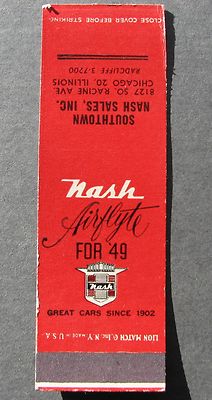 CLOSE COVER BEFORE STRIKING
SOUTHTOWN
NASH SALES, INC.
8127 SO. RACINE AVE.
CHICAGO 20, ILLINOIS
RADCLIFFE 3-7700
Nash
Airflyte
FOR 49
Nash
GREAT CARS SINCE 1902
LION MATCH Co., Inc. N.Y. MADE IN U.S.A.